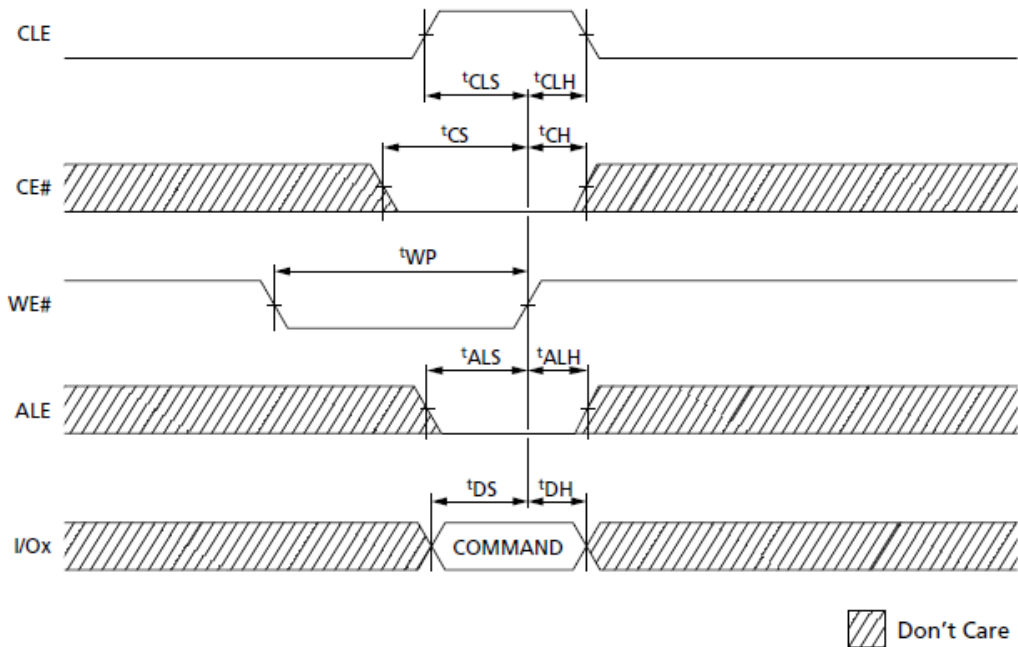 CLE
tCLS
tCLH
tCS
tCH
CE#
tWP
WE#
tALS
tALH
ALE
tDS
tDH
I/Ox
COMMAND
Don't Care